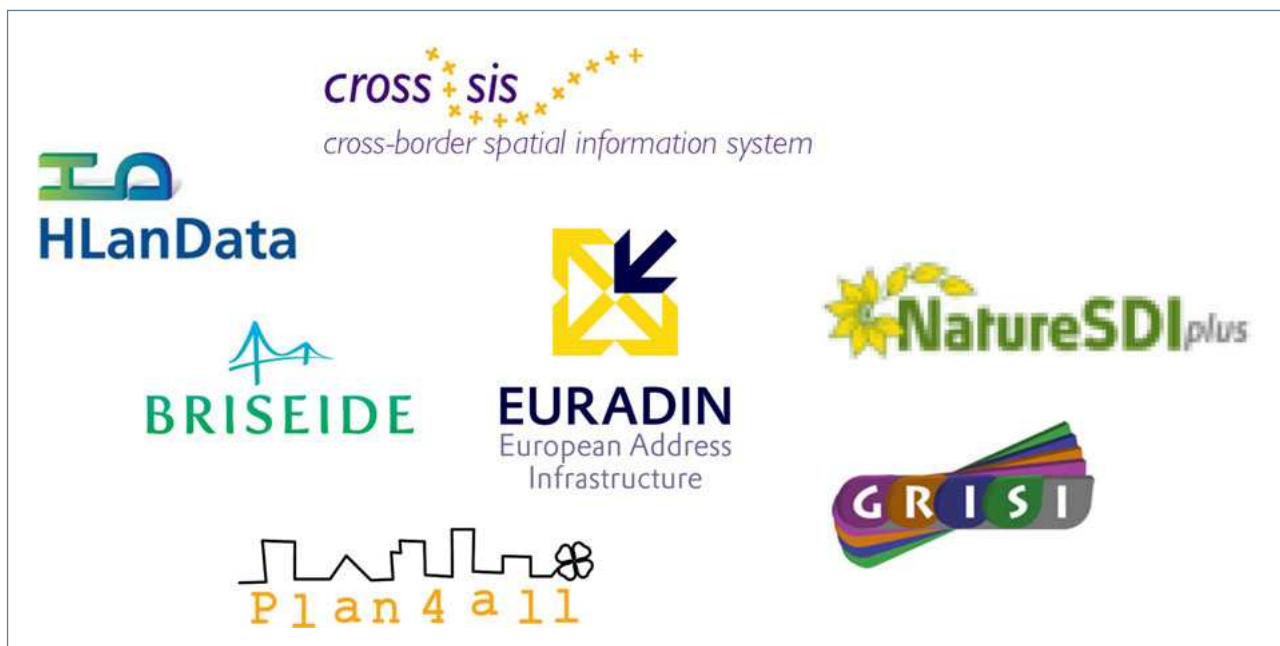 cross sis
cross-border spatial information system
HLanData
EURADIN
European Address
Infrastructure
NatureSDIplus
BRISEIDE
GRISI
Plan4all